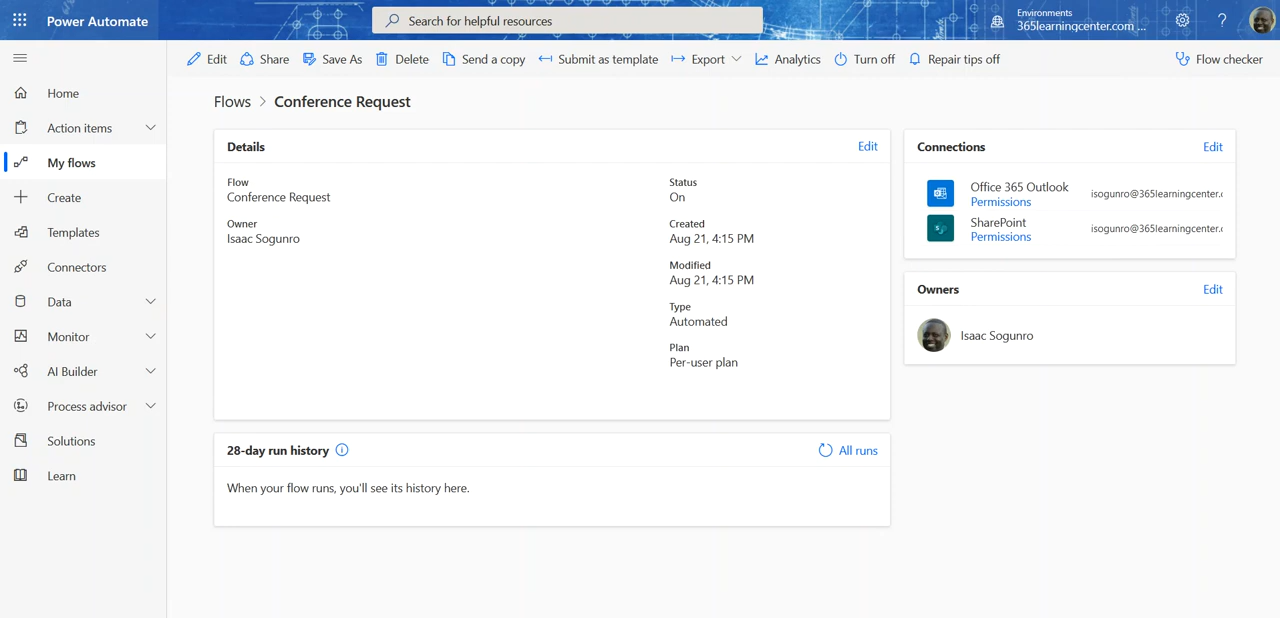 Power Automate
Search for helpful resources
Environments
365learningcenter.com ...
?
Edit
Share
Save As
Delete
Send a copy
Submit as template
Export
Analytics
Turn off
Repair tips off
Flow checker
Home
Action items
My flows
Create
Templates
Connectors
Data
Monitor
AI Builder
Process advisor
Solutions
Learn
Flows > Conference Request
Details
Edit
Flow
Conference Request
Owner
Isaac Sogunro
Status
On
Created
Aug 21, 4:15 PM
Modified
Aug 21, 4:15 PM
Type
Automated
Plan
Per-user plan
28-day run history
All runs
When your flow runs, you'll see its history here.
Connections
Edit
Office 365 Outlook
Permissions
isogunro@365learningcenter.c
SharePoint
Permissions
isogunro@365learningcenter.c
Owners
Edit
Isaac Sogunro